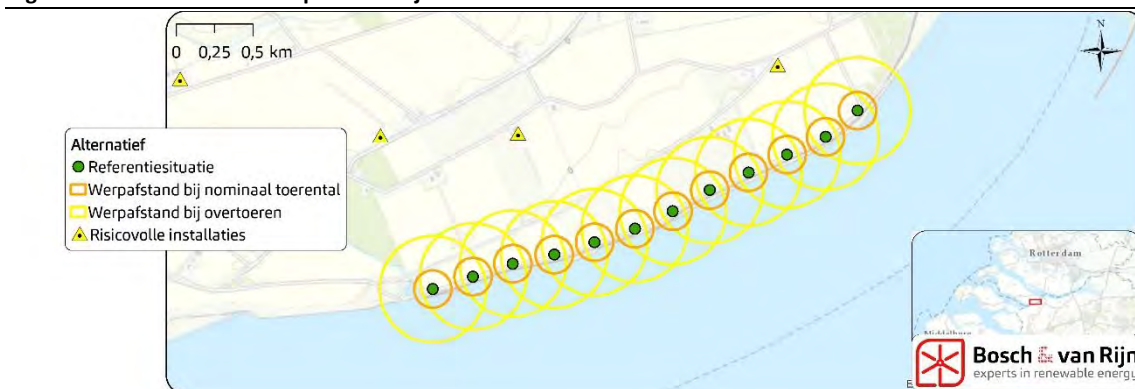 N
0 0,25 0,5 km
Alternatief
Referentiesituatie
Werpafstand bij nominaal toerental
Werpafstand bij overtoeren
Risicovolle installaties
Rotterdam
Bosch & van Rijn
experts in renewable energy